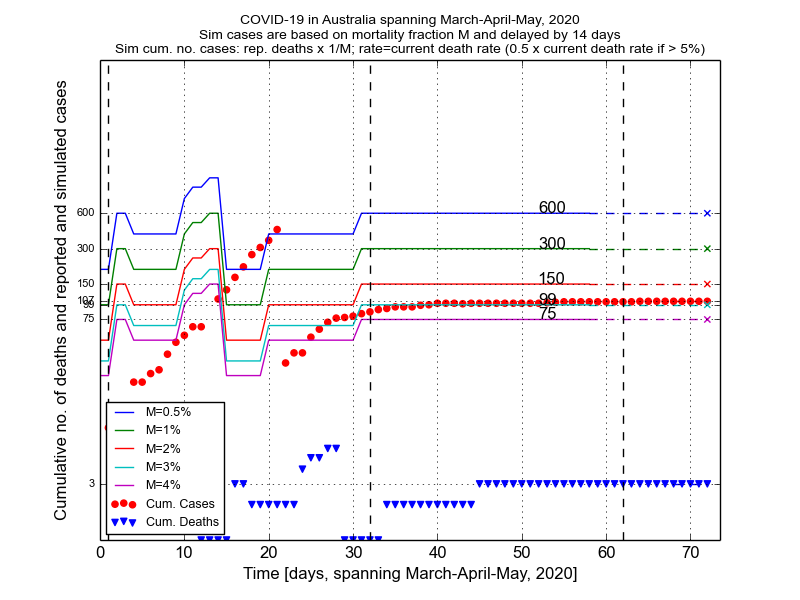 COVID-19 in Australia spanning March-April-May, 2020
Sim cases are based on mortality fraction M and delayed by 14 days
Sim cum. no. cases: rep. deaths x 1/M; rate=current death rate (0.5 x current death rate if > 5%)
Cumulative no. of deaths and reported and simulated cases
600
300
150
75
3
600
300
150
99
75
M=0.5%
M=1%
M=2%
M=3%
M=4%
Cum. Cases
Cum. Deaths
0 10 20 30 40 50 60 70
Time [days, spanning March-April-May, 2020]